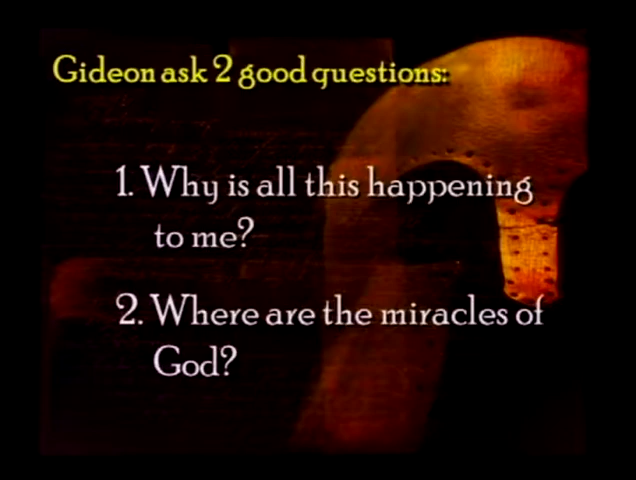 Gideon ask 2 good questions:
1. Why is all this happening
to me?
2. Where are the miracles of
God?